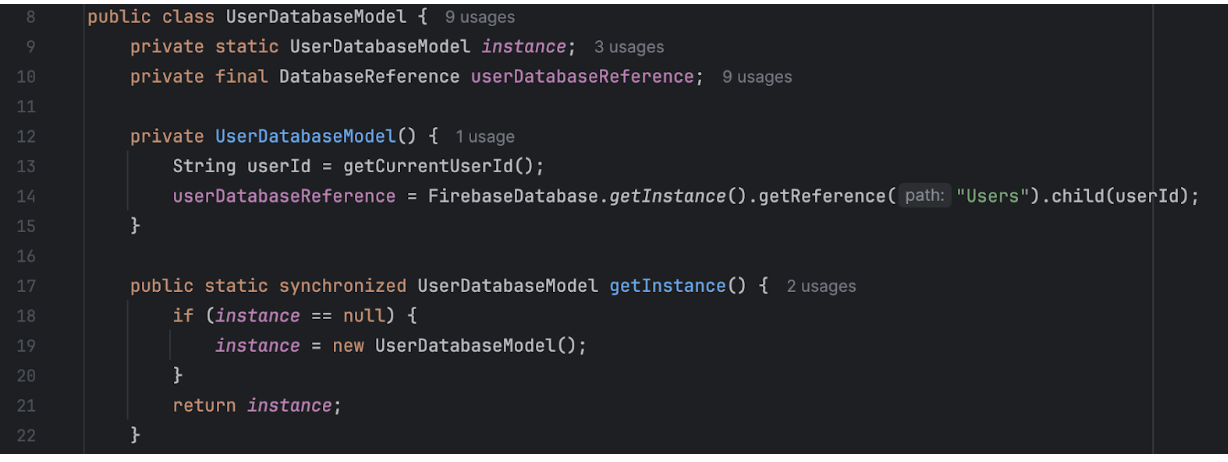 8 public class UserDatabaseModel { 9 usages
9 private static UserDatabaseModel instance; 3 usages
10 private final DatabaseReference userDatabaseReference; 9 usages
11
12 private UserDatabaseModel() { 1 usage
13 String userId = getCurrentUserId();
14 userDatabaseReference = FirebaseDatabase.getInstance().getReference( path: "Users").child(userId);
15 }
16
17 public static synchronized UserDatabaseModel getInstance() { 2 usages
18 if (instance == null) {
19 instance = new UserDatabaseModel();
20 }
21 return instance;
22 }